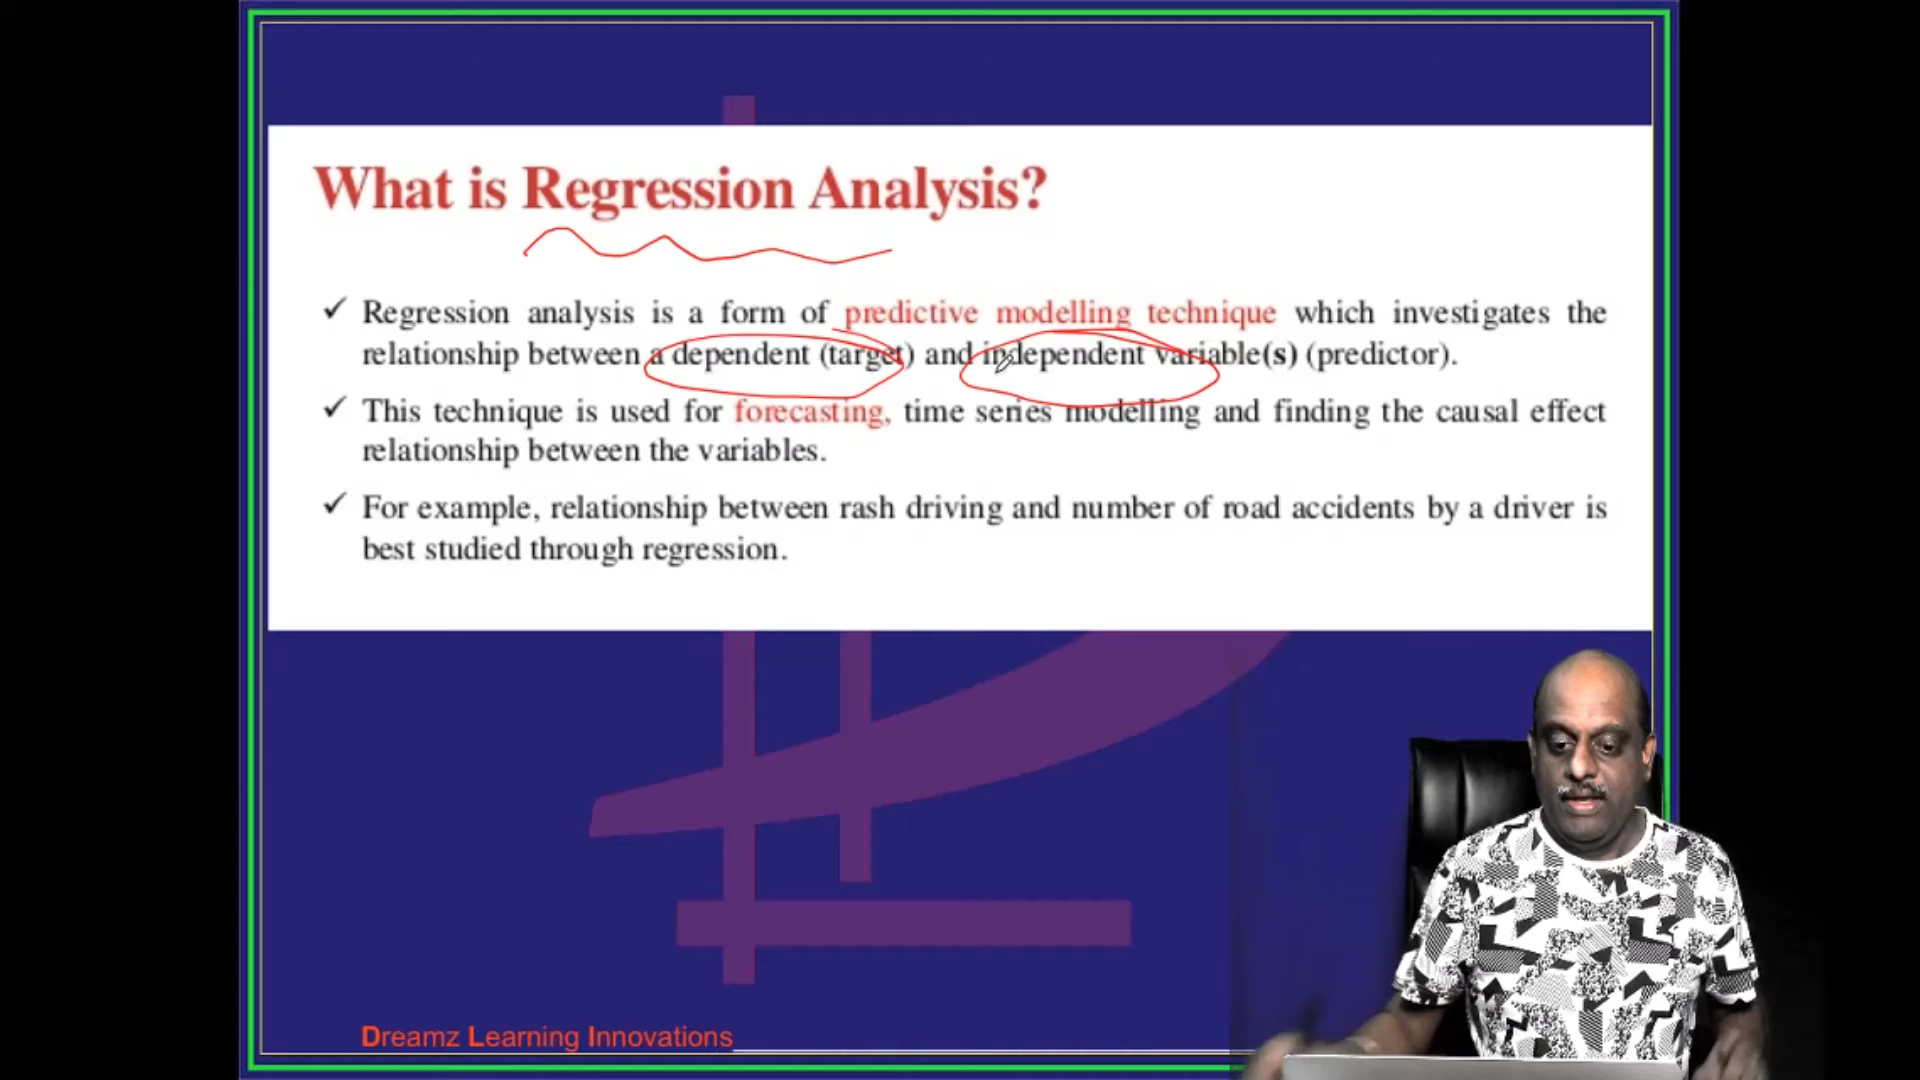 What is Regression Analysis?
✓ Regression analysis is a form of predictive modelling technique which investigates the
relationship between a dependent (target) and independent variable(s) (predictor).
✓ This technique is used for forecasting, time series modelling and finding the causal effect
relationship between the variables.
✓ For example, relationship between rash driving and number of road accidents by a driver is
best studied through regression.
Dreamz Learning Innovations